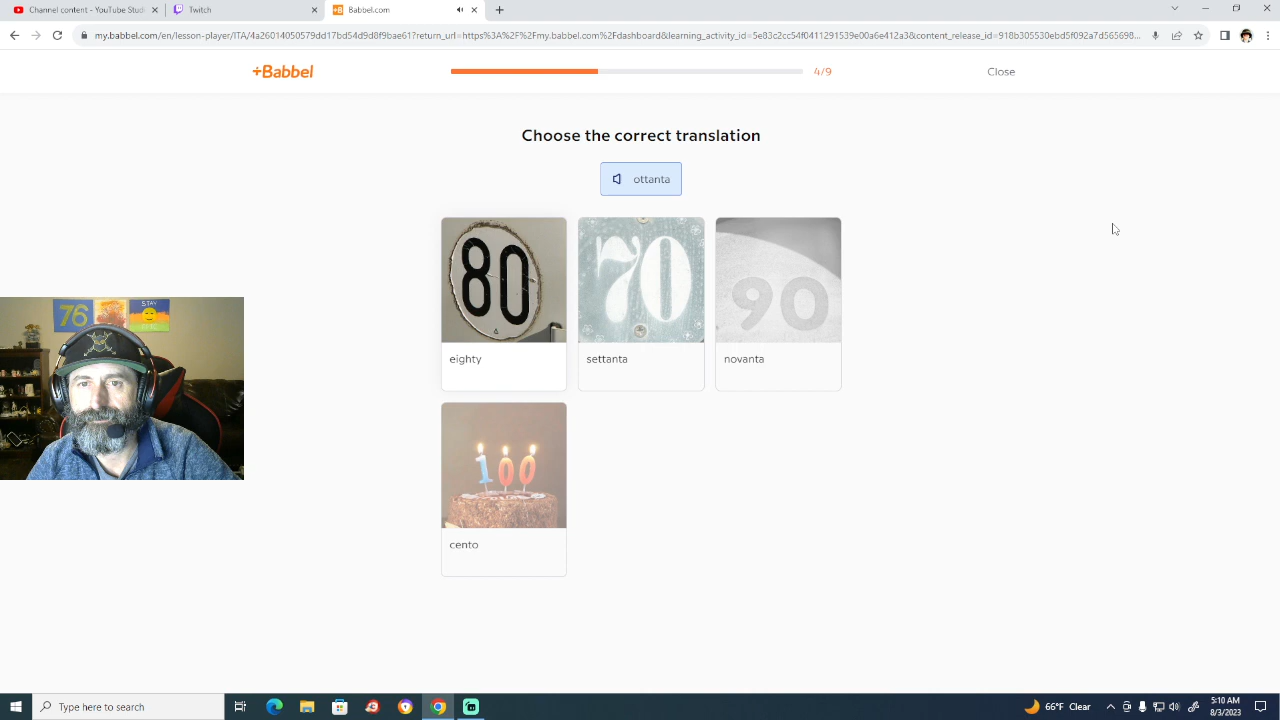 Channel content - YouTube Studi
Twitch
Babbel.com
my.babbel.com/en/lesson-player/ITA/4a26014050579dd17bd54d9d8f9bae61?return_url=https%3A%2F%2Fmy.babbel.com%2Fdashboard&learning_activity_id=5e83c2cc54f0411291539e00a6e412a3&content_release_id=918b305530ebd5f092a7d565698...
+Babbel
4/9
Close
Choose the correct translation
ottanta
80
70
90
eighty
settanta
novanta
76
STAY
100
cento
Type here to search
66°F Clear
5:10 AM
8/3/2023